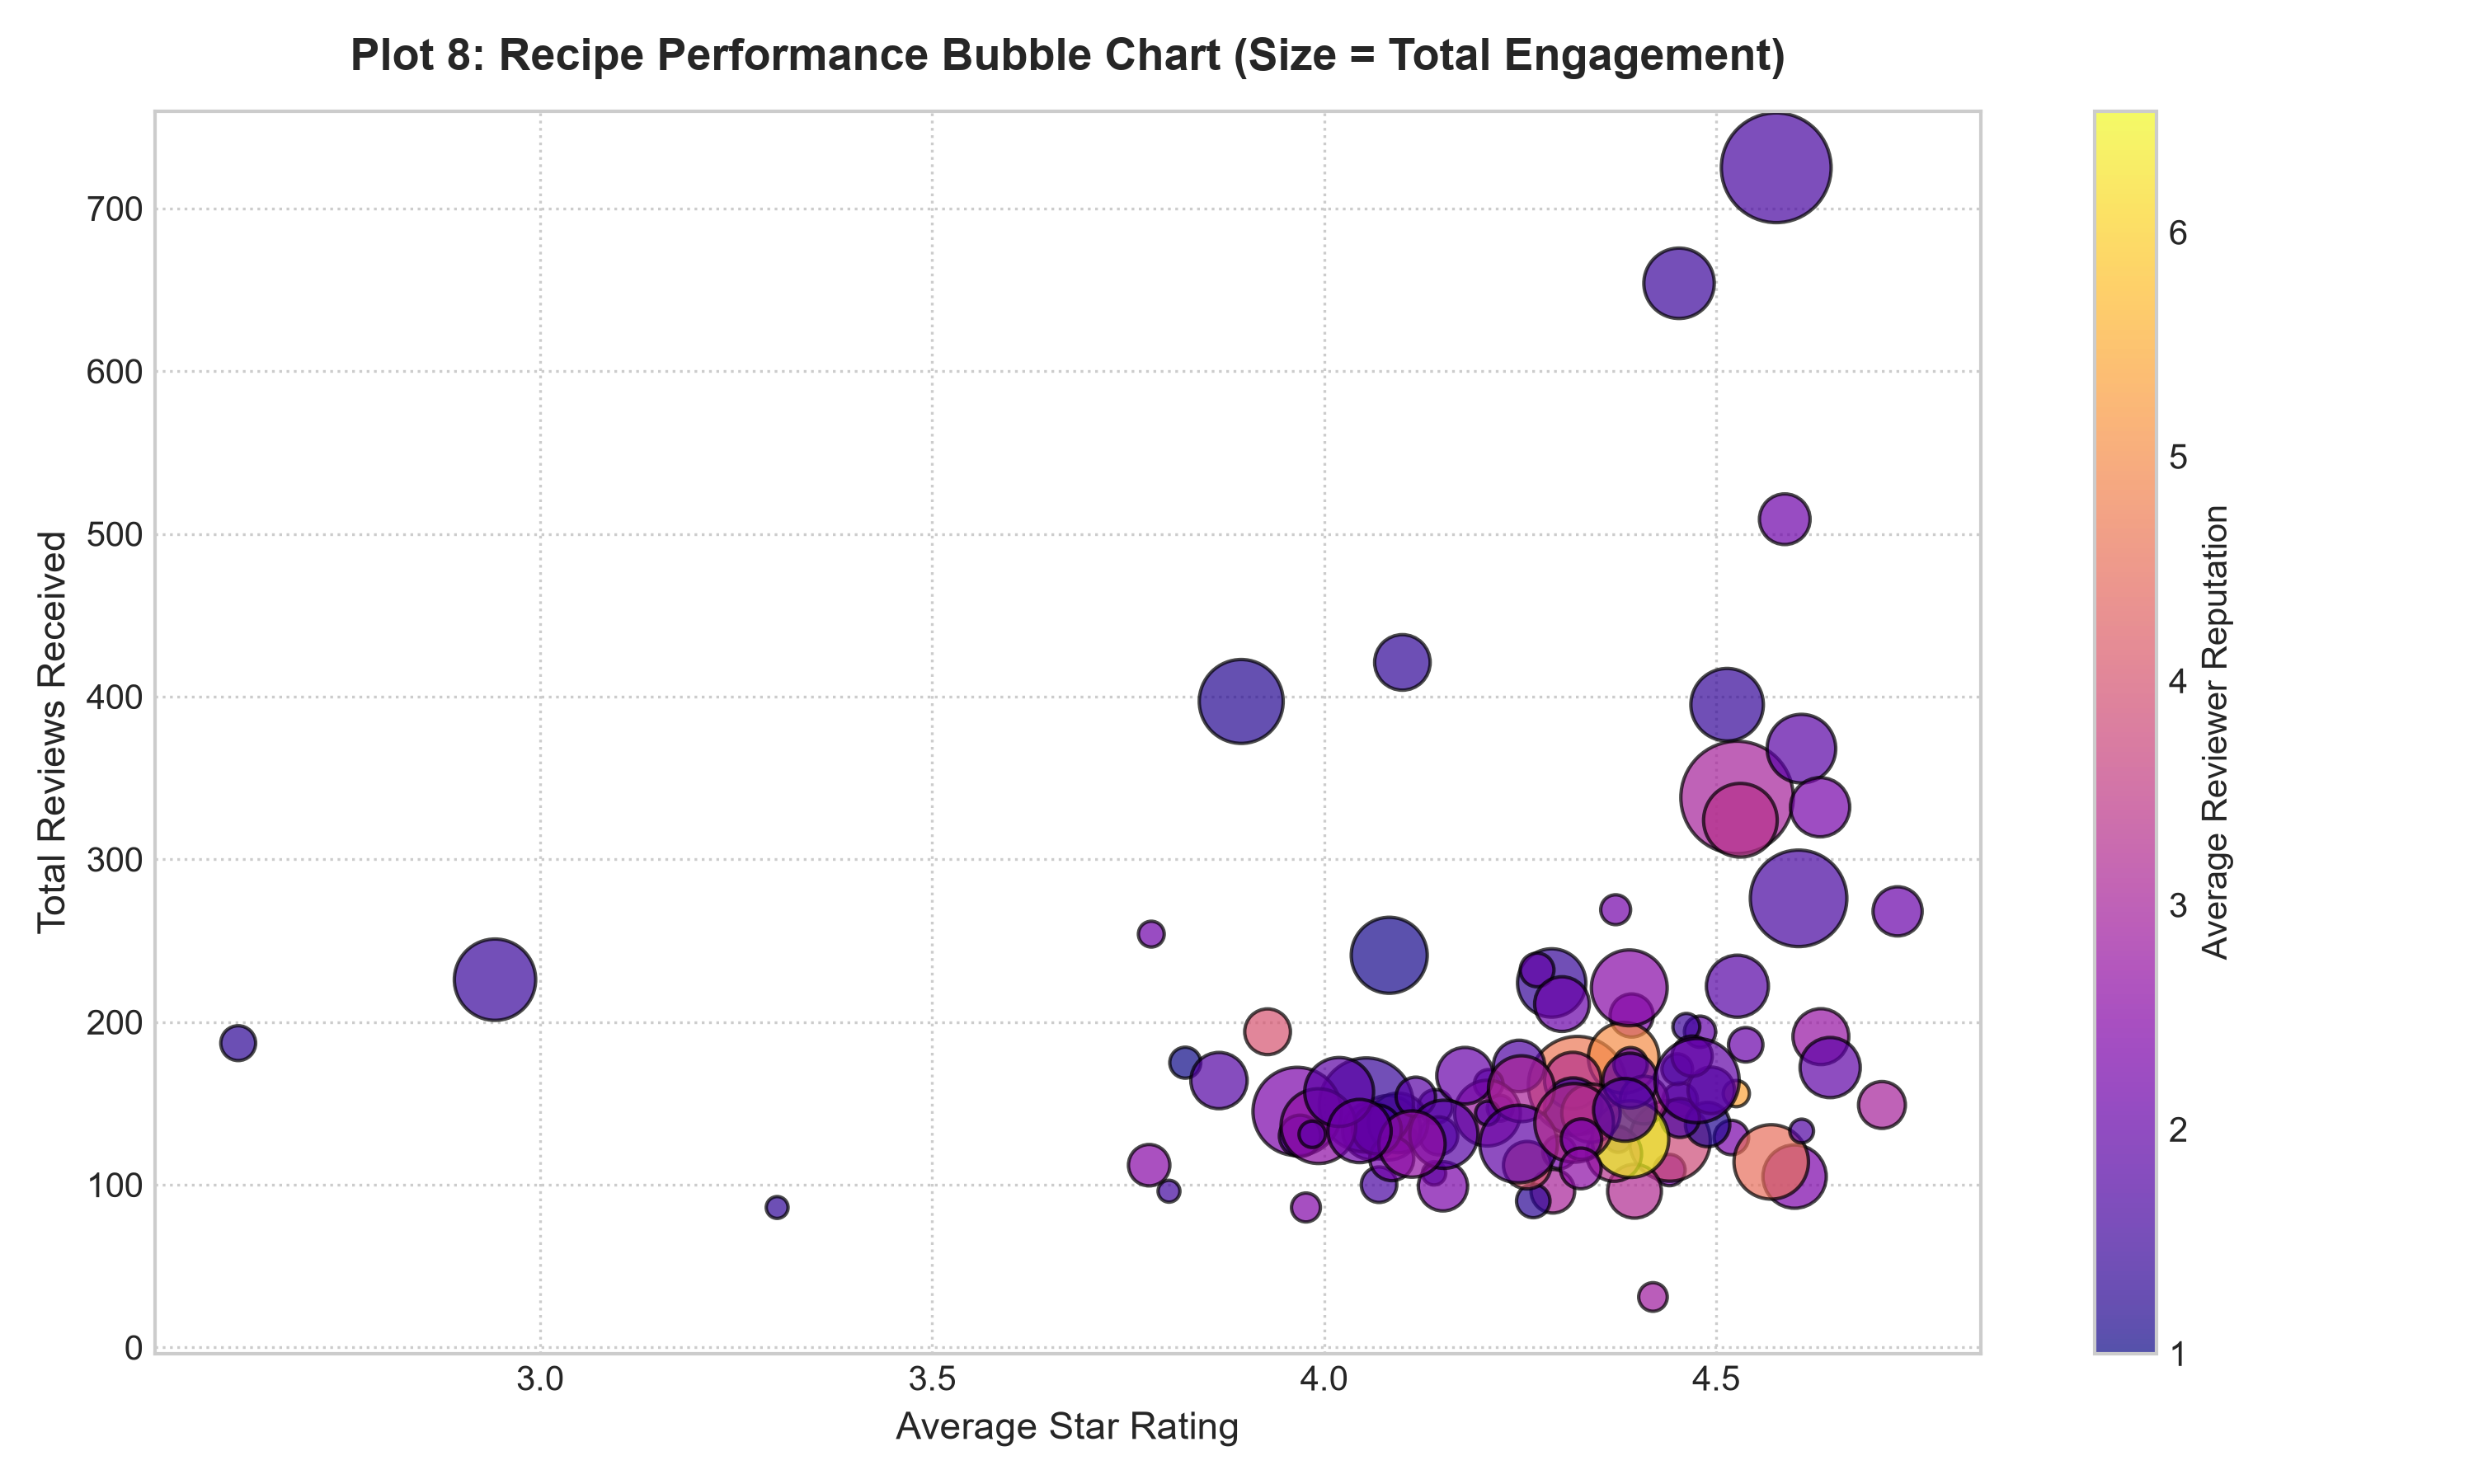 Plot 8: Recipe Performance Bubble Chart (Size = Total Engagement)
Total Reviews Received
700
600
500
400
300
200
100
0
3.0 3.5 4.0 4.5
Average Star Rating
6
5
4
3
2
1
Average Reviewer Reputation